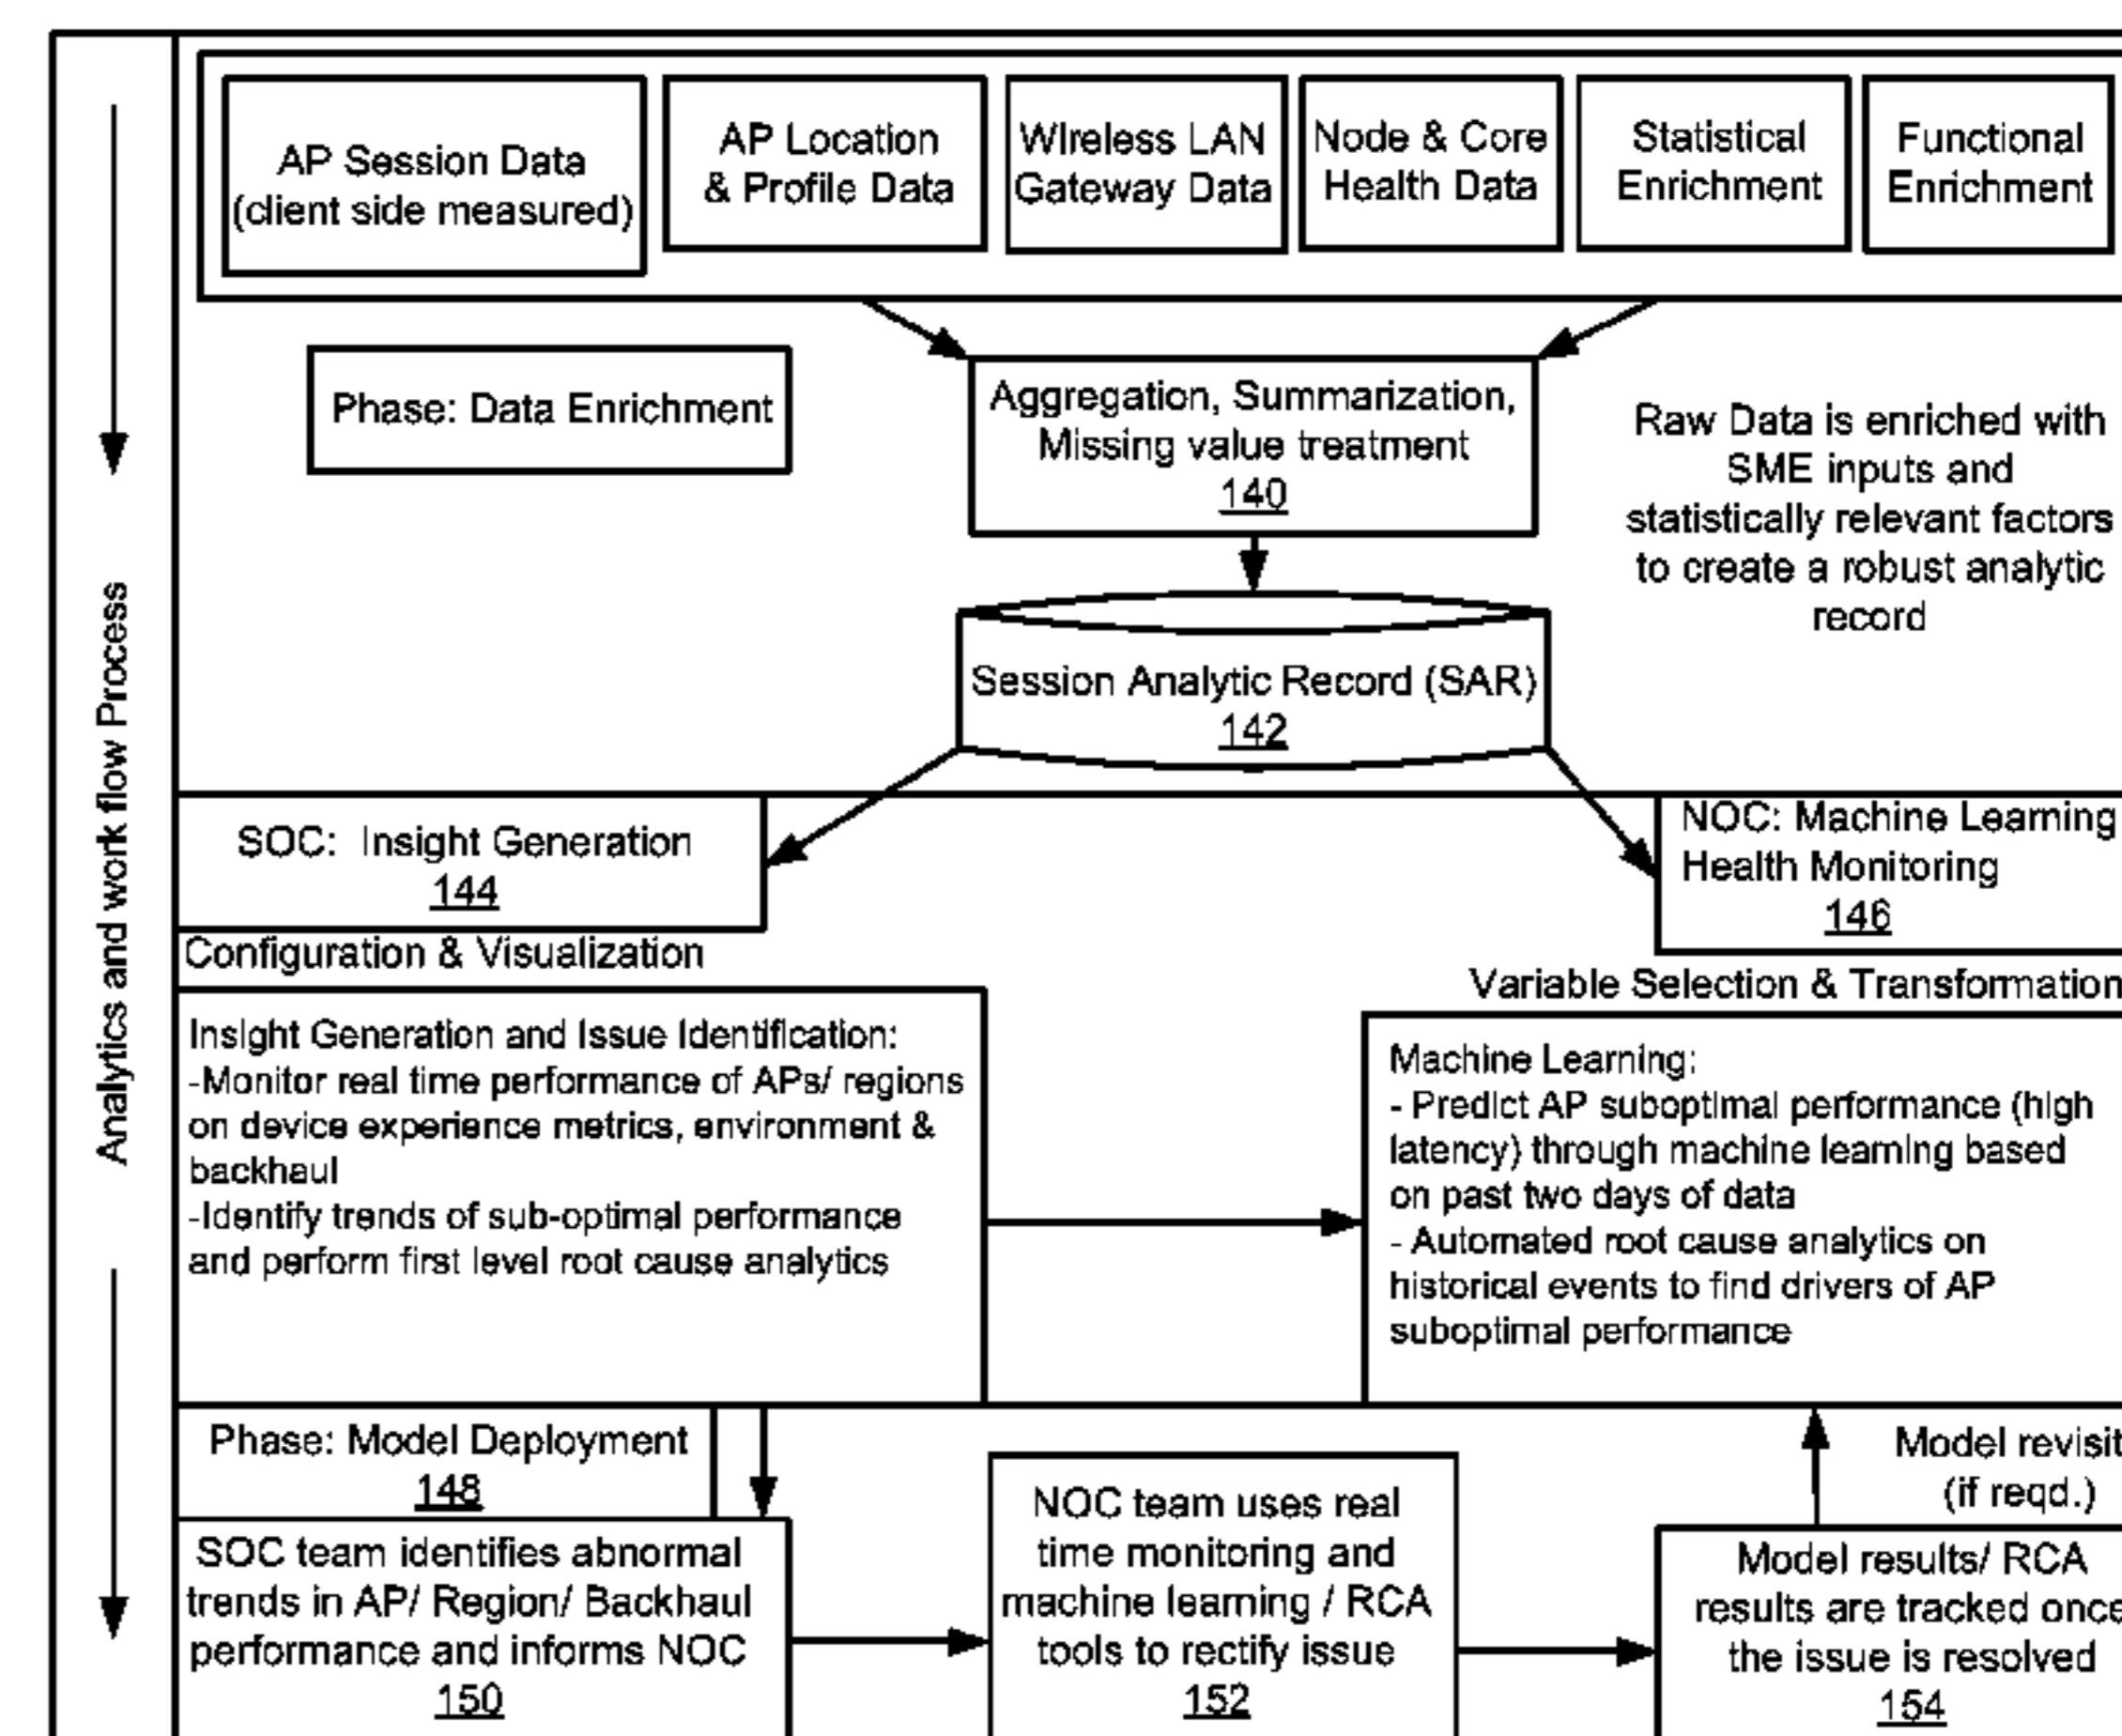 AP Session Data
(client side measured)
AP Location
& Profile Data
WIreless LAN
Gateway Data
Node & Core
Health Data
Statistical
Enrichment
Functional
Enrichment
Phase: Data Enrichment
Aggregation, Summarization,
Missing value treatment
140
Raw Data is enriched with
SME inputs and
statistically relevant factors
to create a robust analytic
record
Session Analytic Record (SAR)
142
Analytics and work flow Process
SOC: Insight Generation
144
NOC: Machine Learning
Health Monitoring
146
Configuration & Visualization
Variable Selection & Transformation
Insight Generation and Issue Identification:
-Monitor real time performance of APs/ regions
on device experience metrics, environment &
backhaul
-Identify trends of sub-optimal performance
and perform first level root cause analytics
Machine Learning:
- Predict AP suboptimal performance (high
latency) through machine learning based
on past two days of data
- Automated root cause analytics on
historical events to find drivers of AP
suboptimal performance
Phase: Model Deployment
148
Model revisit
(if reqd.)
SOC team identifies abnormal
trends in AP/ Region/ Backhaul
performance and informs NOC
150
NOC team uses real
time monitoring and
machine learning / RCA
tools to rectify issue
152
Model results/ RCA
results are tracked once
the issue is resolved
154